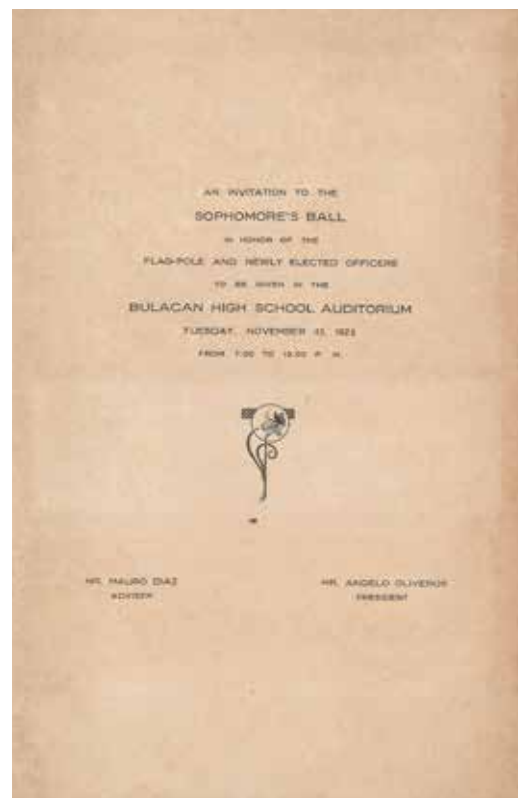 AN INVITATION TO THE
SOPHOMORE'S BALL
IN HONOR OF THE
FLAG-POLE AND NEWLY ELECTED OFFICERS
TO BE GIVEN IN THE
BULACAN HIGH SCHOOL AUDITORIUM
TUESDAY, NOVEMBER
FROM 7:00 TO 12:00 P. M.
MR. MAURO DIAZ
MR. ANGELO OLIVEROS
ADVISER
PRESIDENT